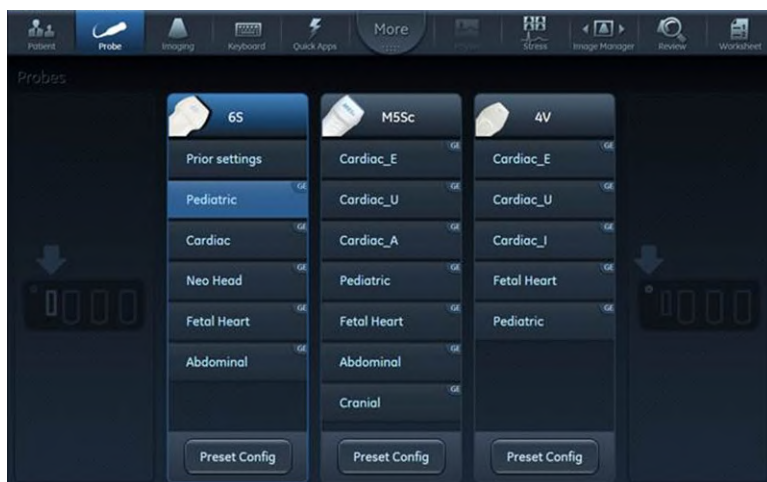 Patient
Probe
Imaging
Keyboard
Quick Apps
More
Stress
Image Manager
Review
Worksheet
Probes
6S
Prior settings
Pediatric GE
Cardiac GE
Neo Head GE
Fetal Heart GE
Abdominal GE
Preset Config
M5Sc
Cardiac_E GE
Cardiac_U GE
Cardiac_A GE
Pediatric GE
Fetal Heart GE
Abdominal GE
Cranial GE
Preset Config
4V
Cardiac_E GE
Cardiac_U GE
Cardiac_I GE
Fetal Heart GE
Pediatric GE
Preset Config